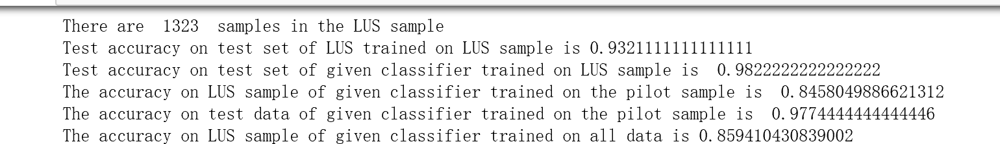 There are  1323  samples in the LUS sample
Test accuracy on test set of LUS trained on LUS sample is 0.9321111111111111
Test accuracy on test set of given classifier trained on LUS sample is  0.9822222222222222
The accuracy on LUS sample of given classifier trained on the pilot sample is  0.8458049886621312
The accuracy on test data of given classifier trained on the pilot sample is  0.9774444444444446
The accuracy on LUS sample of given classifier trained on all data is 0.859410430839002